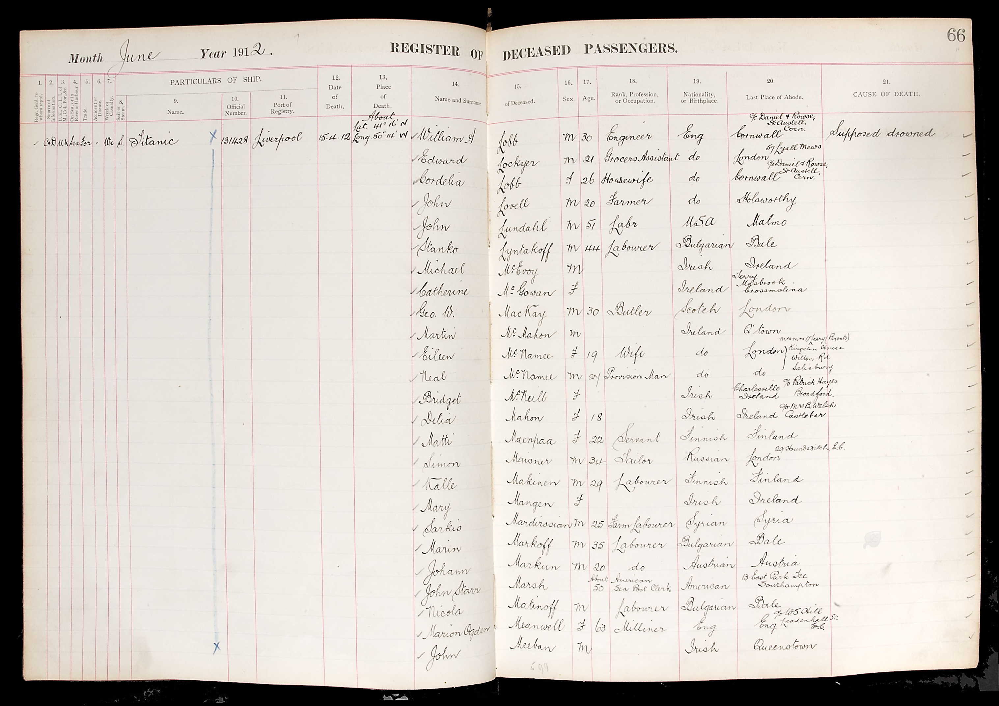 66
Month June Year 1912. REGISTER OF DECEASED PASSENGERS.
1. Regr. Genl. to whom reptd.
2. Source of Information.
3. U.K., C., I., I. of M., Col., For., &c.
4. On Sea, or in River or Harbour
5. Trade.
6. Accident or Disease.
7. Wreck or Casualty.
8. Sail or Steam.
PARTICULARS OF SHIP.
9. Name.
10. Official Number.
11. Port of Registry.
12. Date of Death.
13. Place of Death.
14. Name and Surname
15. of Deceased.
16. Sex.
17. Age.
18. Rank, Profession, or Occupation.
19. Nationality, or Birthplace.
20. Last Place of Abode.
21. CAUSE OF DEATH.
C&D UK Sea For - Wr S. Titanic X 131428 Liverpool 15.4.12 About Lat. 41° 16' N Long. 50° 14' W William A Lobb M 30 Engineer Eng Cornwall c/o Daniel & Rowse, St Austell, Corn. Supposed drowned
Edward Lockyer M 21 Grocers Assistant do London 57 Lyall Mews
Cordelia Lobb F 26 Housewife do Cornwall c/o Daniel & Rowse, St Austell, Corn.
John Lovell M 20 Farmer do Holsworthy
John Lundahl M 51 Labr U.S.A Malmo
Stanko Lyntakoff M 44 Labourer Bulgarian Bale
Michael McEvoy M Irish Ireland
Catherine McGowan F Ireland Terry Masbrook Crossmolina
Geo. W. MacKay M 30 Butler Scotch London
Martin McMahon M Ireland Q'town
Eileen McNamee F 19 Wife do London Mr & Mrs O'Leary (Parents) Kingston House Wilton Rd Salisbury
Neal McNamee M 27 Provision Man do do
Bridget McNeill F Irish Charlesville Ireland c/o Patrick Hayes Broadford.
Delia Mahon F 18 Irish Ireland c/o Mrs B. Walsh Castlebar
Matti Maenpaa F 22 Servant Finnish Finland
Simon Maisner M 34 Tailor Russian London 29 Houndsditch, E.C.
Kalle Makinen M 29 Labourer Finnish Finland
Mary Mangen F Irish Ireland
Sarkis Mardirosian M 25 Farm Labourer Syrian Syria
Marin Markoff M 35 Labourer Bulgarian Bale
Johann Markun M 20 do Austrian Austria
John Starr Marsh About 50 American Sea Post Clerk American 13 East Park Tce Southampton
Nicola Matinoff M Labourer Bulgarian Bale
Marion Ogden Meanwell F 63 Milliner Eng Eng c/o W.S. Hill Leadenhall St. E.C.
X John Meehan M Irish Queenstown
599